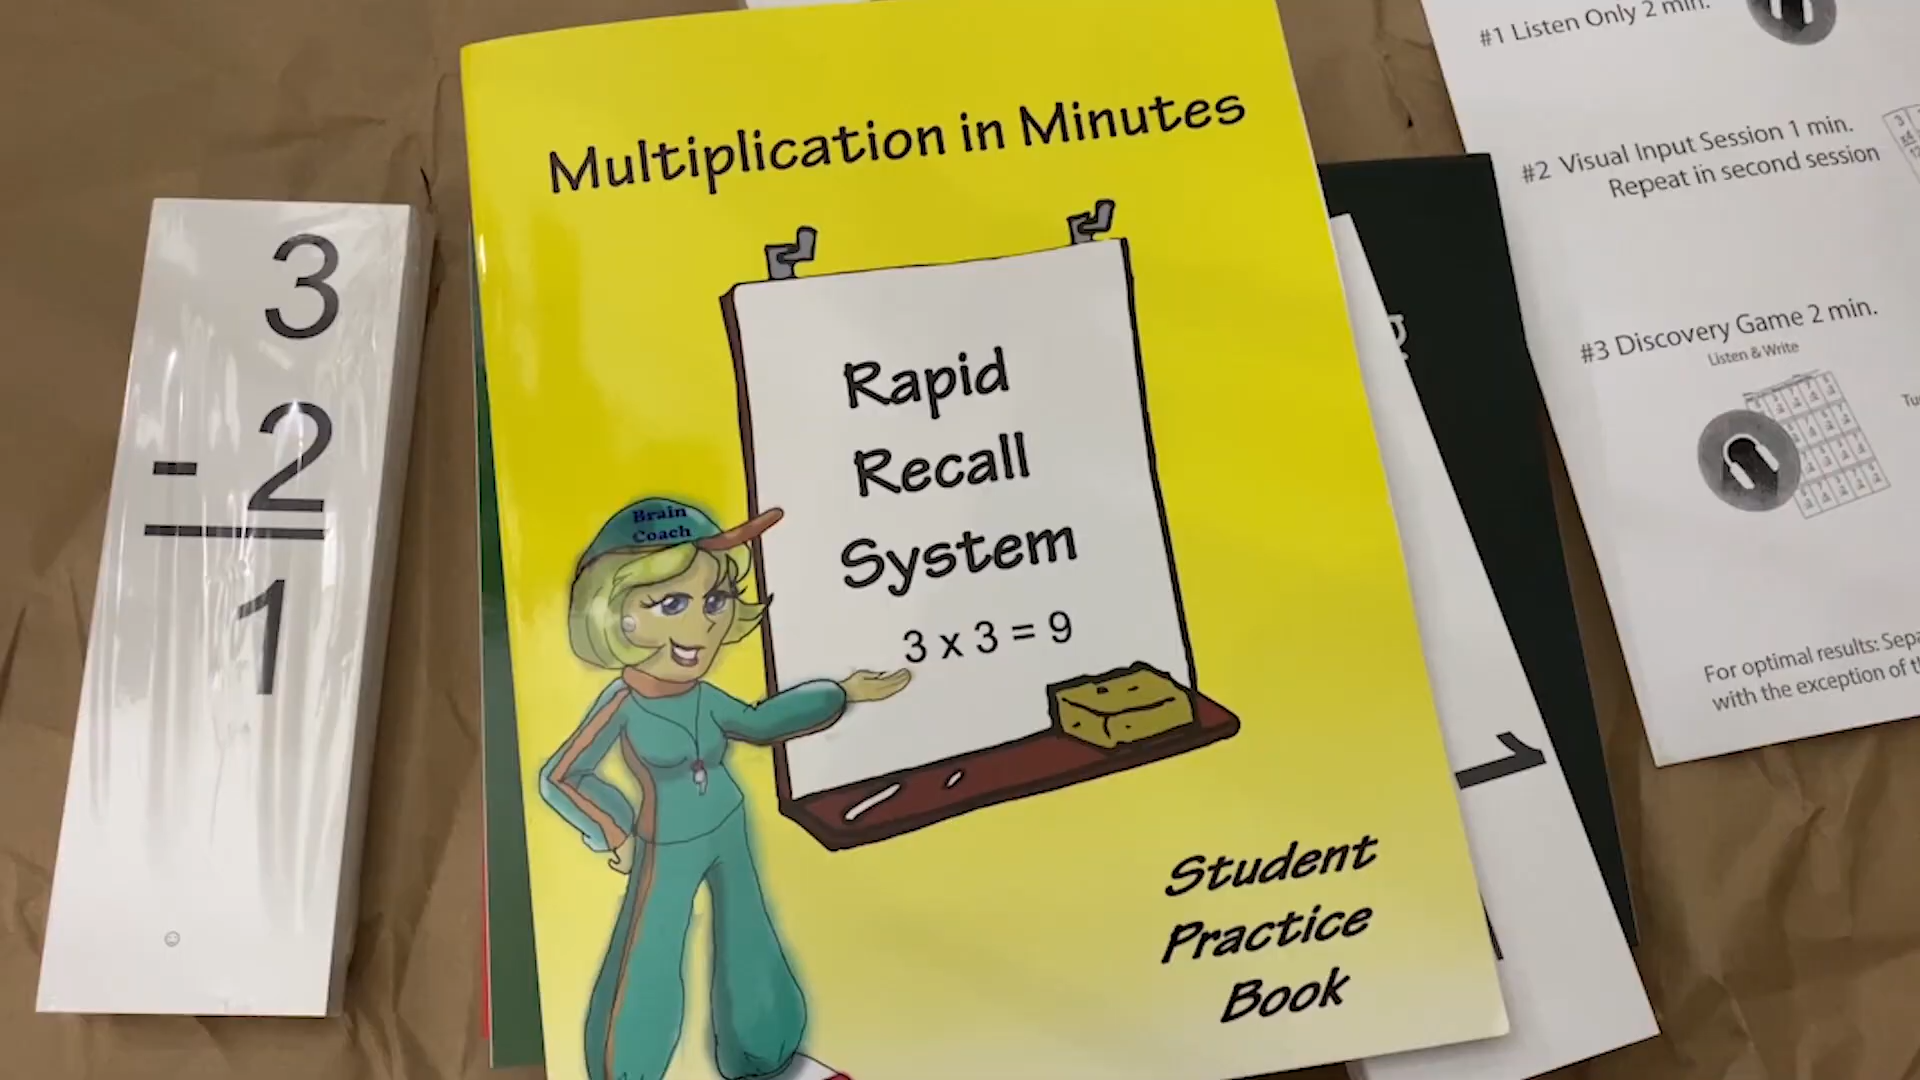 3
- 2
1
Multiplication in Minutes
Rapid
Recall
System
3 x 3 = 9
Brain
Coach
Student
Practice
Book
1
#1 Listen Only 2 min.
#2 Visual Input Session 1 min.
Repeat in second session
#3 Discovery Game 2 min.
Listen & Write
For optimal results:
with the exception of